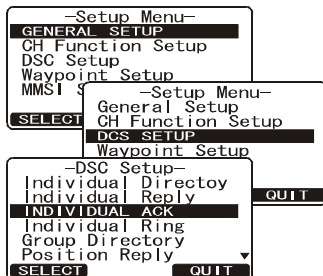 —Setup Menu—
GENERAL SETUP
CH Function Setup
DSC Setup
Waypoint Setup
MMSI S
SELECT
—Setup Menu—
General Setup
CH Function Setup
DCS SETUP
Waypoint Setup
QUIT
—DSC Setup—
Individual Directoy
Individual Reply
INDIVIDUAL ACK
Individual Ring
Group Directory
Position Reply
SELECT QUIT